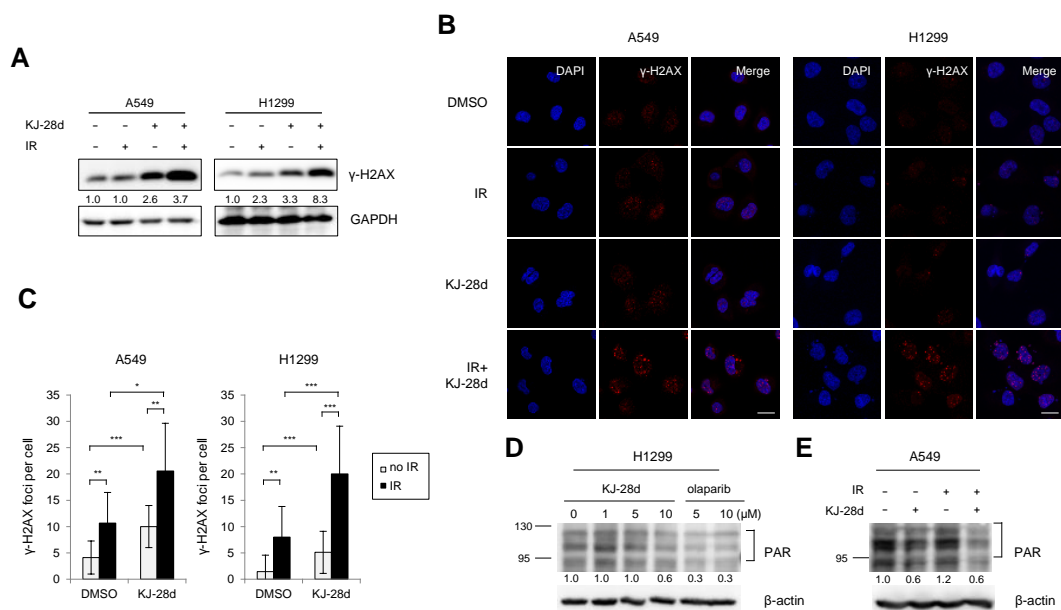 A
A549
H1299
KJ-28d
– – + + – – + +
IR
– + – + – + – +
γ-H2AX
1.0 1.0 2.6 3.7 1.0 2.3 3.3 8.3
GAPDH
B
A549
H1299
DAPI γ-H2AX Merge DAPI γ-H2AX Merge
DMSO
IR
KJ-28d
IR+
KJ-28d
C
A549
H1299
γ-H2AX foci per cell
35
30
25
20
15
10
5
0
*
**
***
**
DMSO KJ-28d
γ-H2AX foci per cell
35
30
25
20
15
10
5
0
***
***
***
**
DMSO KJ-28d
no IR
IR
D
H1299
KJ-28d olaparib
0 1 5 10 5 10 (μM)
130
95
PAR
1.0 1.0 1.0 0.6 0.3 0.3
β-actin
E
A549
IR
– – + +
KJ-28d
– + – +
95
PAR
1.0 0.6 1.2 0.6
β-actin